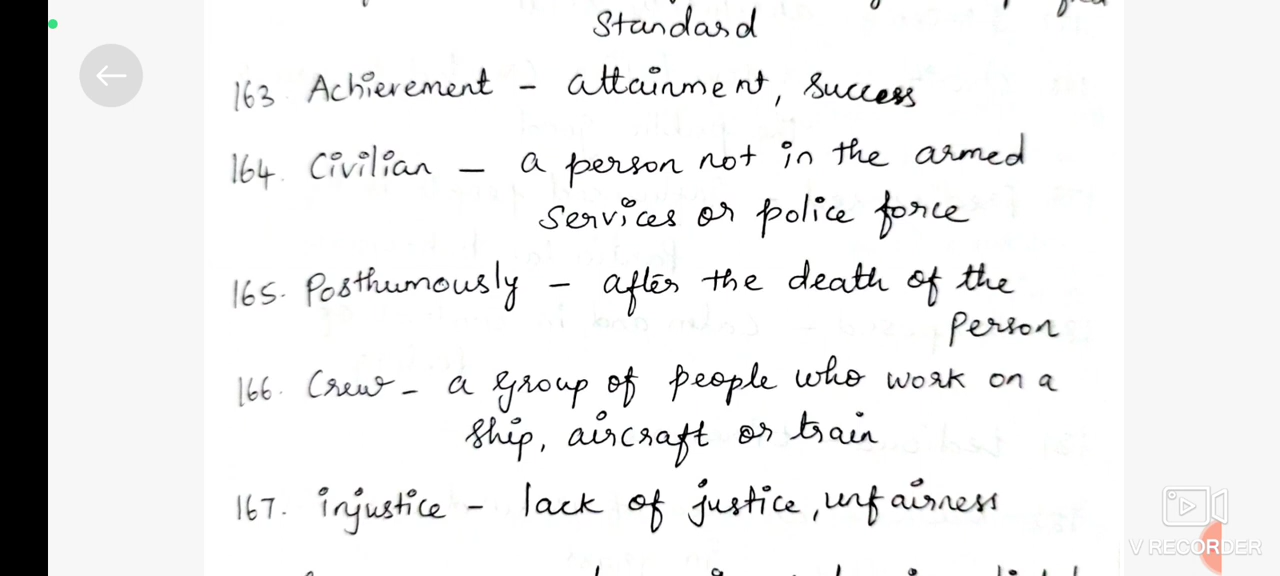 Standard
163. Achievement - attainment, success
164. Civilian - a person not in the armed
services or police force
165. Posthumously - after the death of the
person
166. Crew - a group of people who work on a
ship, aircraft or train
167. injustice - lack of justice, unfairness
V RECORDER